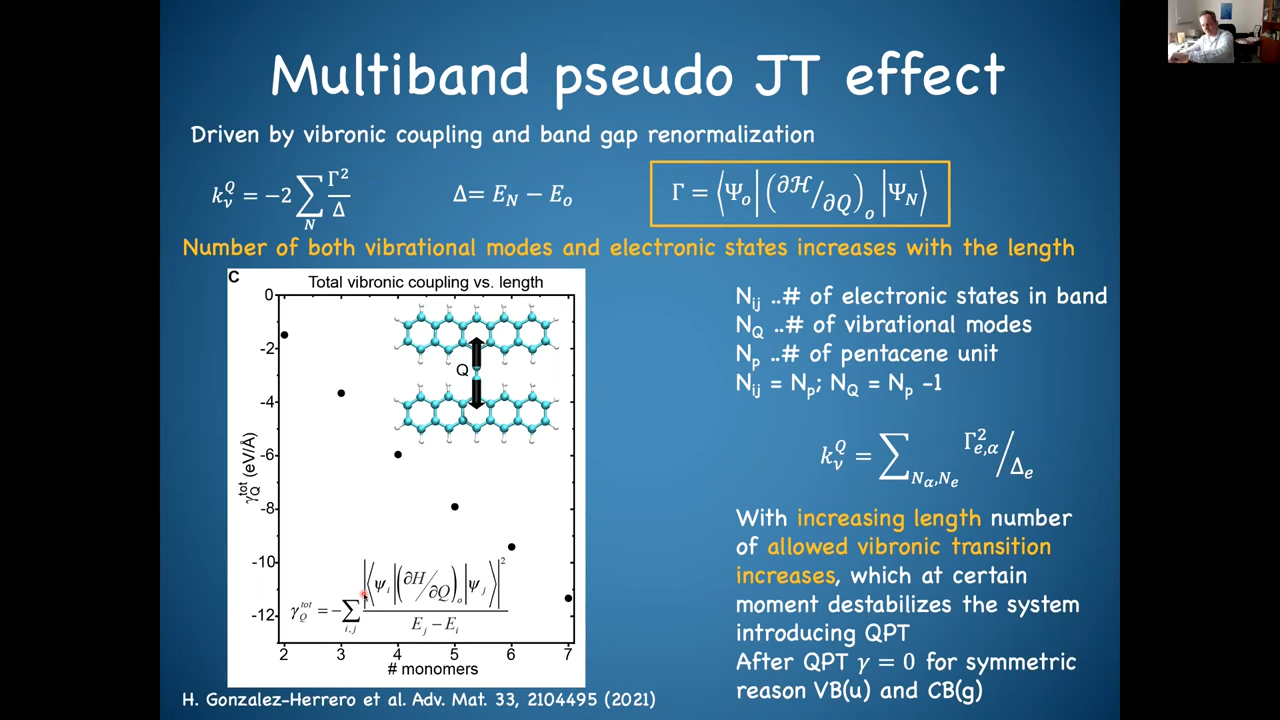 Multiband pseudo JT effect
Driven by vibronic coupling and band gap renormalization
k_ν^Q = −2 ∑_N Γ²/Δ
Δ= E_N − E_o
Γ = ⟨Ψ_o|(∂ℋ/∂Q)_o|Ψ_N⟩
Number of both vibrational modes and electronic states increases with the length
C
Total vibronic coupling vs. length
0
-2
-4
-6
-8
-10
-12
γ_Q^tot (eV/Å)
Q
γ_Q^tot = −∑_{i,j} |⟨ψ_i|(∂H/∂Q)_o|ψ_j⟩|² / E_j − E_i
2 3 4 5 6 7
# monomers
N_ij ..# of electronic states in band
N_Q ..# of vibrational modes
N_p ..# of pentacene unit
N_ij = N_p; N_Q = N_p -1
k_ν^Q = ∑_{N_α,N_e} Γ²_{e,α}/Δ_e
With increasing length number
of allowed vibronic transition
increases, which at certain
moment destabilizes the system
introducing QPT
After QPT γ = 0 for symmetric
reason VB(u) and CB(g)
H. Gonzalez-Herrero et al. Adv. Mat. 33, 2104495 (2021)